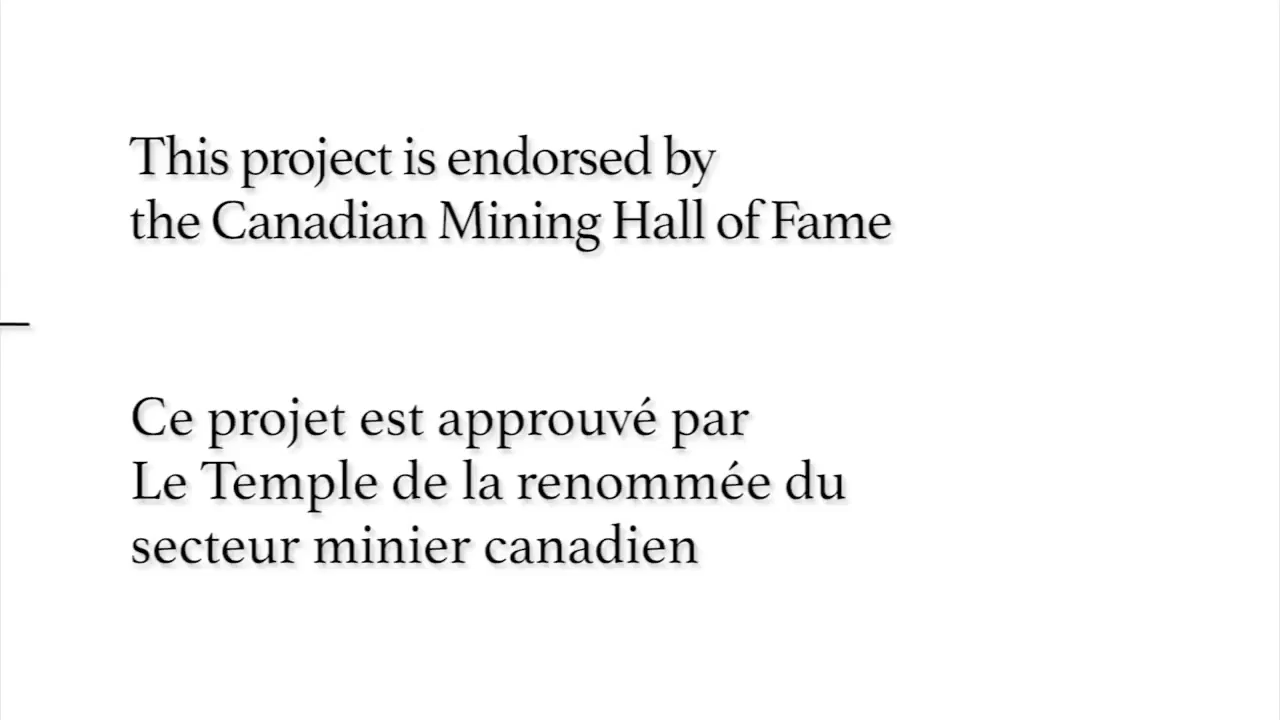 This project is endorsed by
the Canadian Mining Hall of Fame
Ce projet est approuvé par
Le Temple de la renommée du
secteur minier canadien